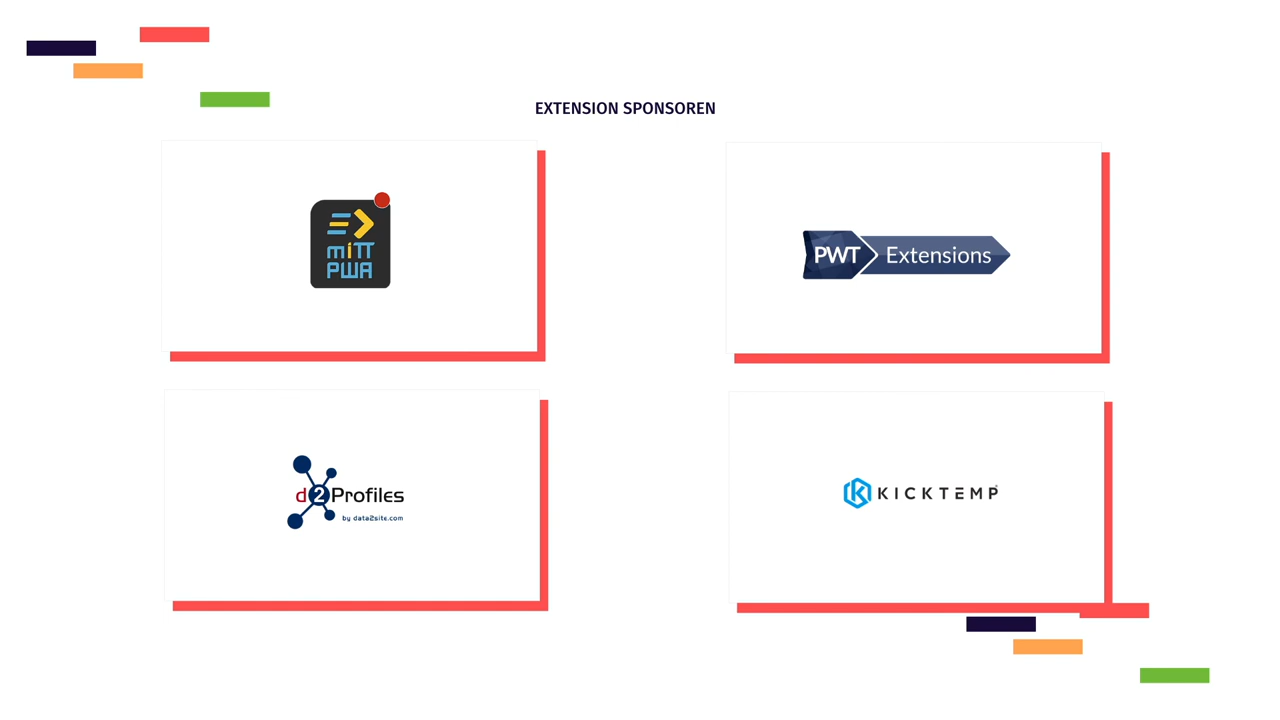 EXTENSION SPONSOREN
miTT
PWA
PWT Extensions
d2Profiles
by data2site.com
KICKTEMP